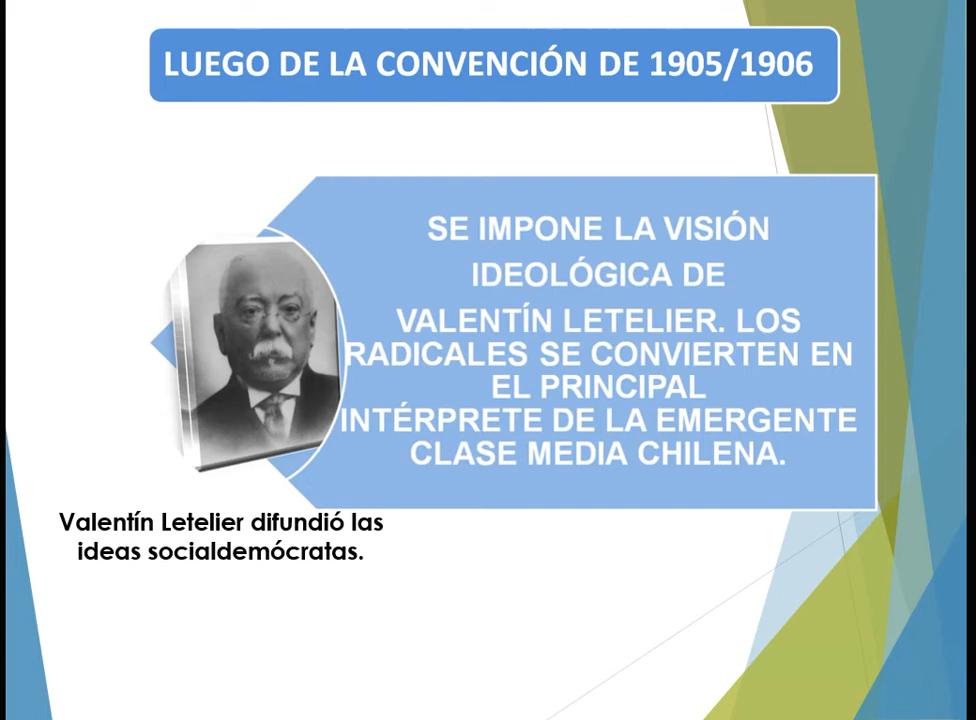 LUEGO DE LA CONVENCIÓN DE 1905/1906
SE IMPONE LA VISIÓN
IDEOLÓGICA DE
VALENTÍN LETELIER. LOS
RADICALES SE CONVIERTEN EN
EL PRINCIPAL
INTÉRPRETE DE LA EMERGENTE
CLASE MEDIA CHILENA.
Valentín Letelier difundió las
ideas socialdemócratas.